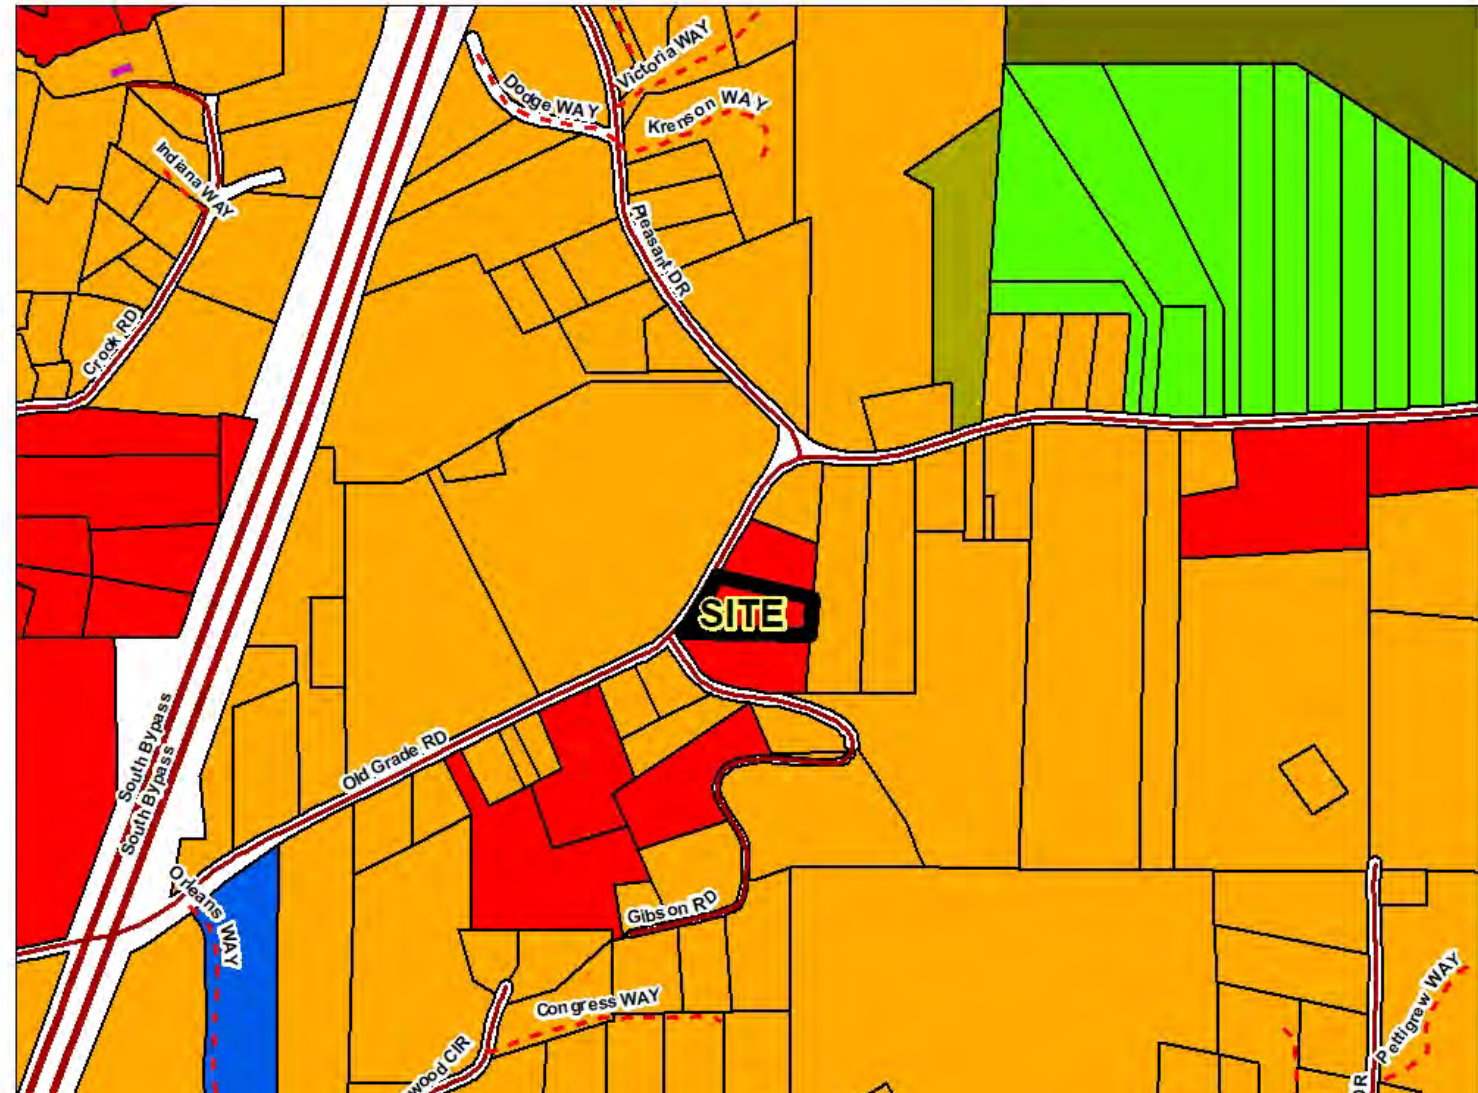 Victoria WAY
Dodge WAY
Krenson WAY
Indiana WAY
Pleasant DR
Crook RD
SITE
South Bypass
South Bypass
Old Grade RD
Orleans WAY
Gibson RD
Congress WAY
wood CIR
Pettigrew WAY
DR